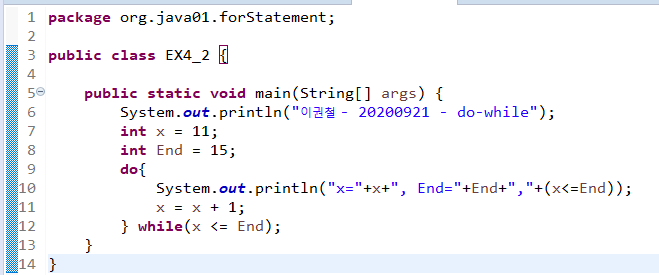 1 package org.java01.forStatement;
2
3 public class EX4_2 {
4
5 public static void main(String[] args) {
6 System.out.println("이권철 - 20200921 - do-while");
7 int x = 11;
8 int End = 15;
9 do{
10 System.out.println("x="+x+", End="+End+","+(x<=End));
11 x = x + 1;
12 } while(x <= End);
13 }
14 }